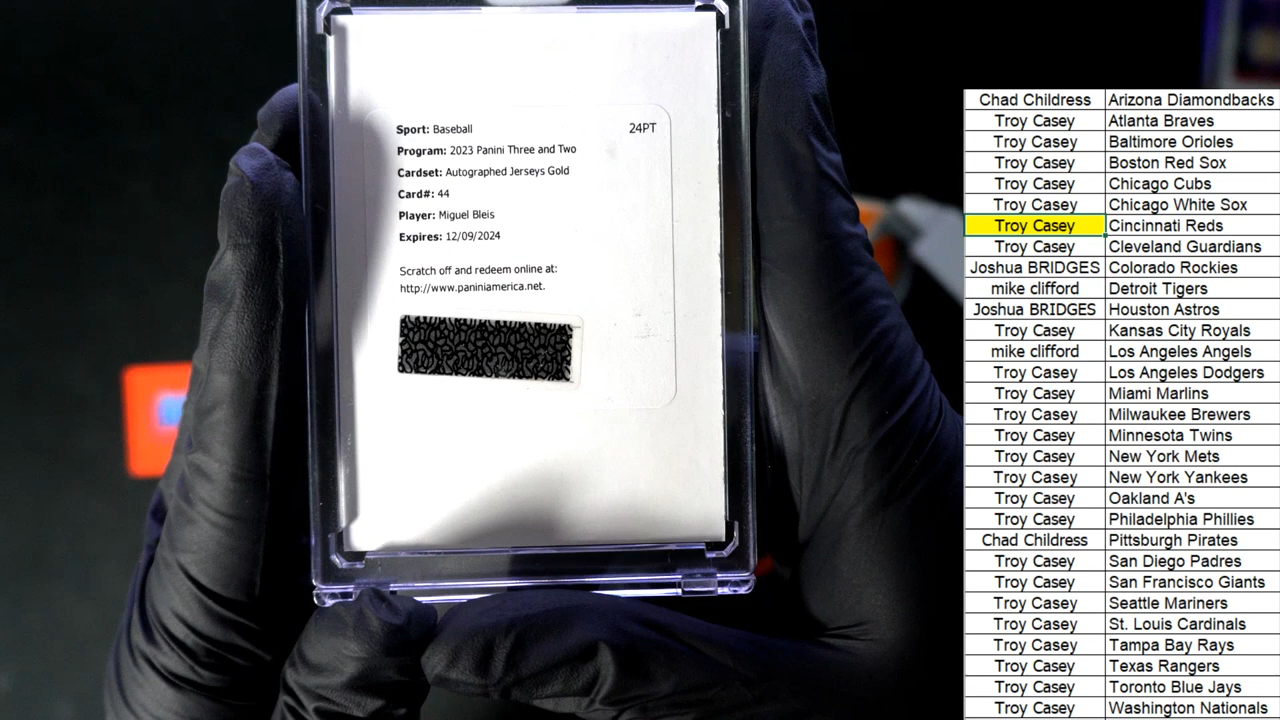 Sport: Baseball 24PT
Program: 2023 Panini Three and Two
Cardset: Autographed Jerseys Gold
Card#: 44
Player: Miguel Bleis
Expires: 12/09/2024
Scratch off and redeem online at:
http://www.paniniamerica.net.
Chad Childress Arizona Diamondbacks
Troy Casey Atlanta Braves
Troy Casey Baltimore Orioles
Troy Casey Boston Red Sox
Troy Casey Chicago Cubs
Troy Casey Chicago White Sox
Troy Casey Cincinnati Reds
Troy Casey Cleveland Guardians
Joshua BRIDGES Colorado Rockies
mike clifford Detroit Tigers
Joshua BRIDGES Houston Astros
Troy Casey Kansas City Royals
mike clifford Los Angeles Angels
Troy Casey Los Angeles Dodgers
Troy Casey Miami Marlins
Troy Casey Milwaukee Brewers
Troy Casey Minnesota Twins
Troy Casey New York Mets
Troy Casey New York Yankees
Troy Casey Oakland A's
Troy Casey Philadelphia Phillies
Chad Childress Pittsburgh Pirates
Troy Casey San Diego Padres
Troy Casey San Francisco Giants
Troy Casey Seattle Mariners
Troy Casey St. Louis Cardinals
Troy Casey Tampa Bay Rays
Troy Casey Texas Rangers
Troy Casey Toronto Blue Jays
Troy Casey Washington Nationals